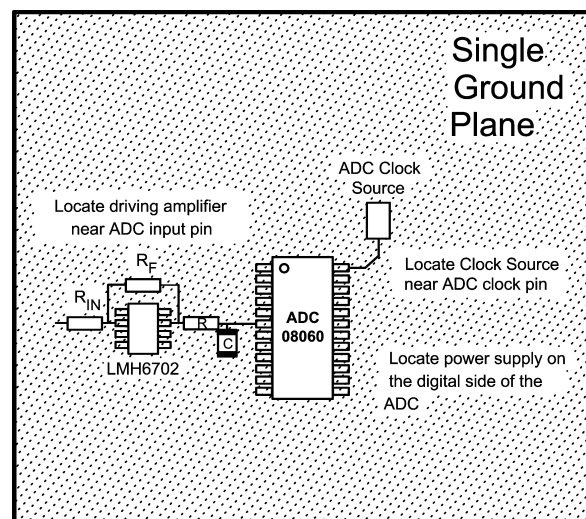 Single
Ground
Plane
ADC Clock
Source
Locate driving amplifier
near ADC input pin
Locate Clock Source
near ADC clock pin
RF
RIN
R
C
LMH6702
ADC
08060
Locate power supply on
the digital side of the
ADC